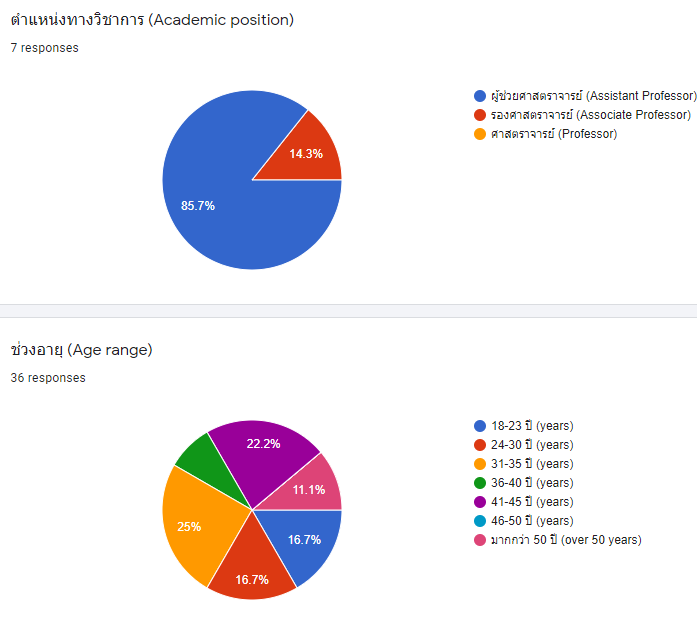 ตำแหน่งทางวิชาการ (Academic position)
7 responses
ผู้ช่วยศาสตราจารย์ (Assistant Professor)
รองศาสตราจารย์ (Associate Professor)
ศาสตราจารย์ (Professor)
14.3%
85.7%
ช่วงอายุ (Age range)
36 responses
18-23 ปี (years)
24-30 ปี (years)
31-35 ปี (years)
36-40 ปี (years)
41-45 ปี (years)
46-50 ปี (years)
มากกว่า 50 ปี (over 50 years)
22.2%
11.1%
25%
16.7%
16.7%